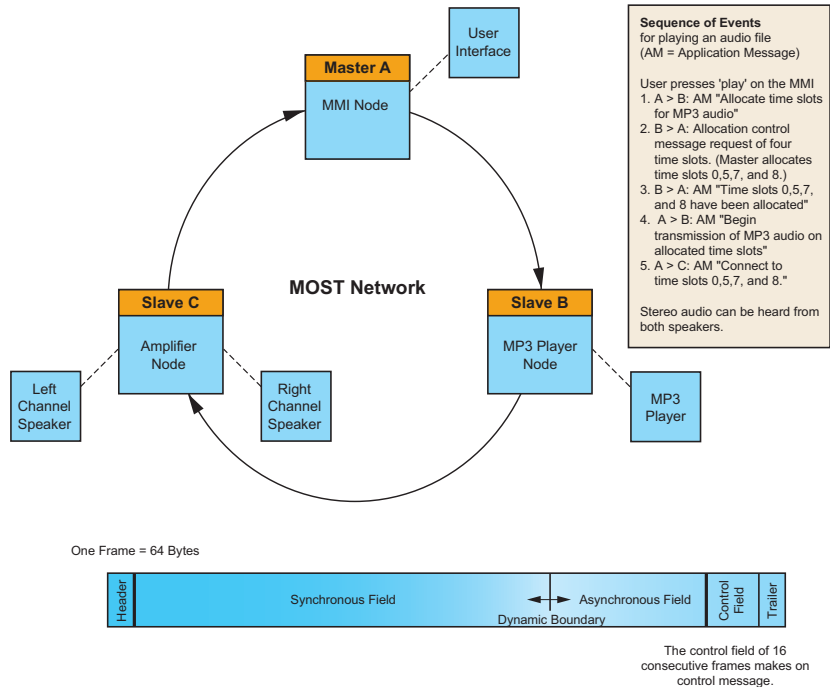 User
Interface
Master A
MMI Node
Sequence of Events
for playing an audio file
(AM = Application Message)
User presses 'play' on the MMI
1. A > B: AM "Allocate time slots
for MP3 audio"
2. B > A: Allocation control
message request of four
time slots. (Master allocates
time slots 0,5,7, and 8.)
3. B > A: AM "Time slots 0,5,7,
and 8 have been allocated"
4. A > B: AM "Begin
transmission of MP3 audio on
allocated time slots"
5. A > C: AM "Connect to
time slots 0,5,7, and 8."
Stereo audio can be heard from
both speakers.
MOST Network
Slave C
Amplifier
Node
Slave B
MP3 Player
Node
Left
Channel
Speaker
Right
Channel
Speaker
MP3
Player
One Frame = 64 Bytes
Header
Synchronous Field
Dynamic Boundary
Asynchronous Field
Control
Field
Trailer
The control field of 16
consecutive frames makes on
control message.